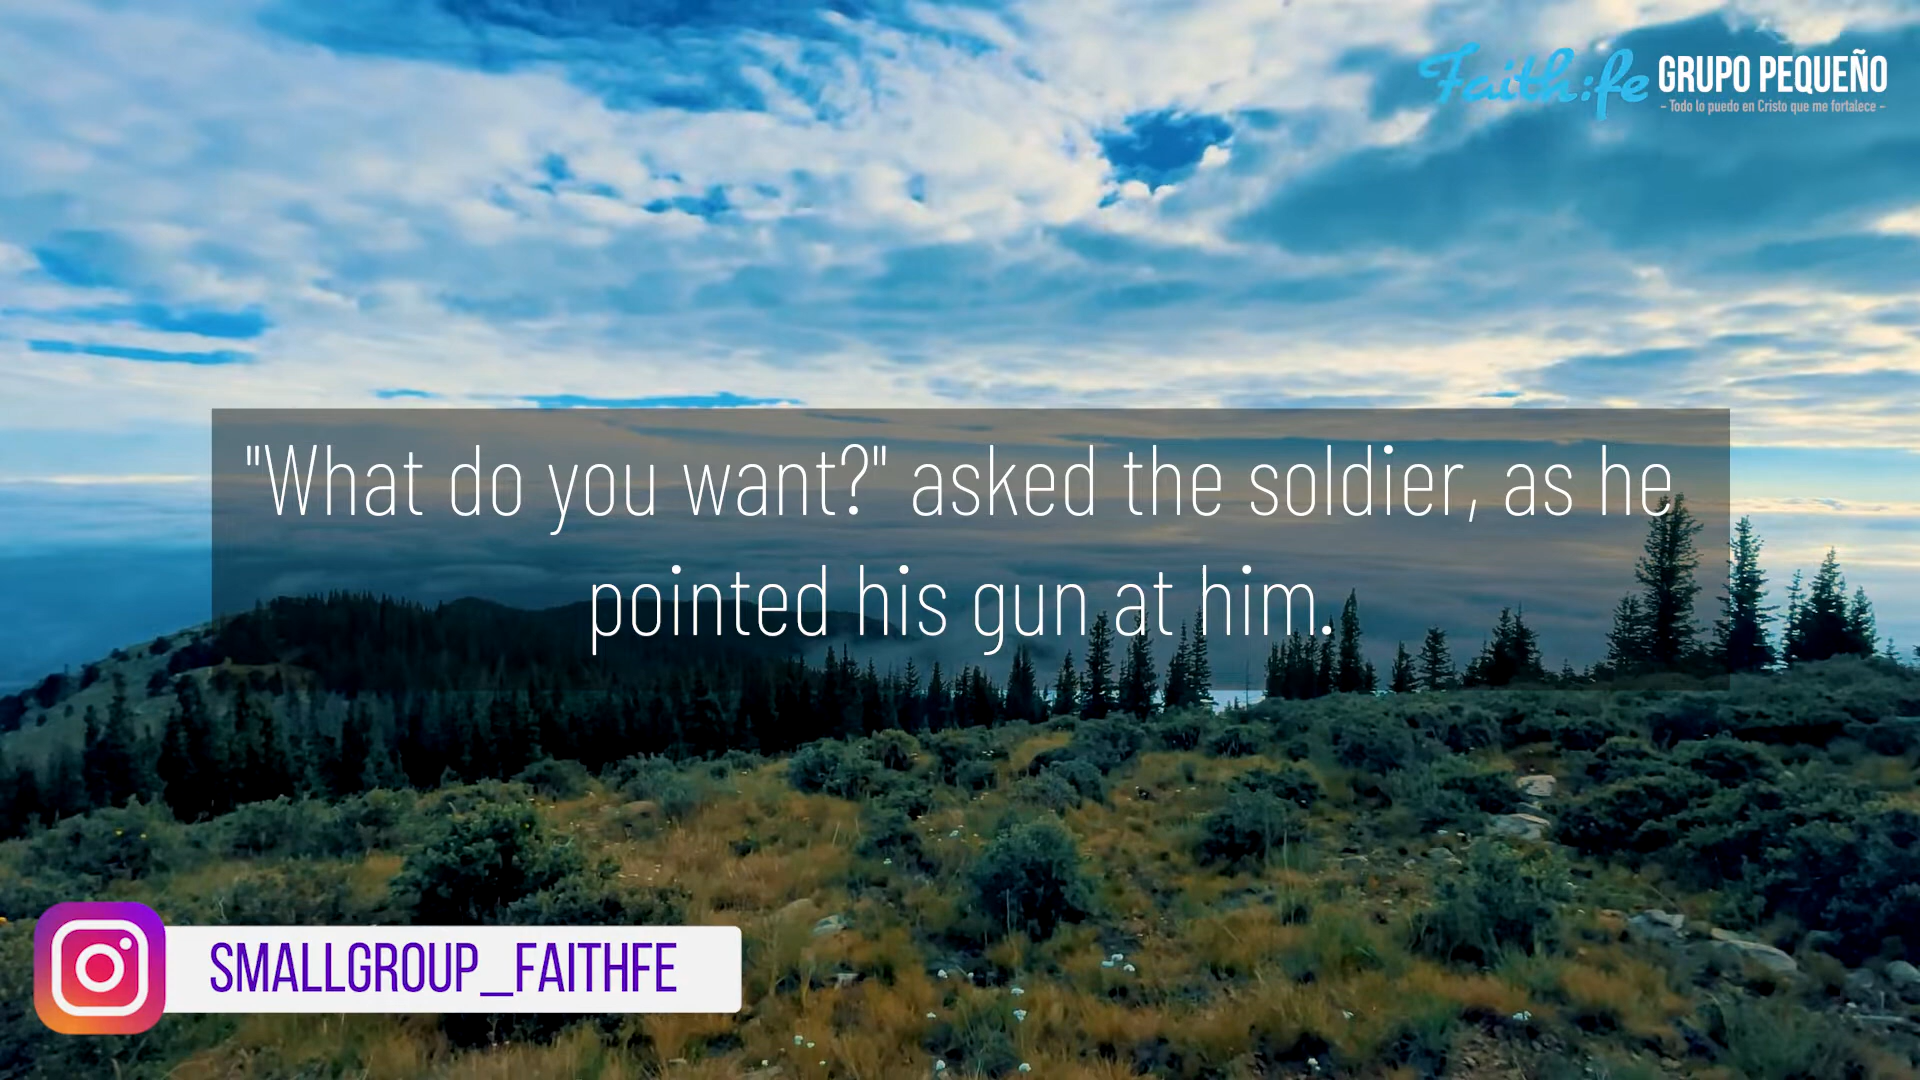 Faith:fe GRUPO PEQUEÑO
- Todo lo puedo en Cristo que me fortalece -
"What do you want?" asked the soldier, as he
pointed his gun at him.
SMALLGROUP_FAITHFE